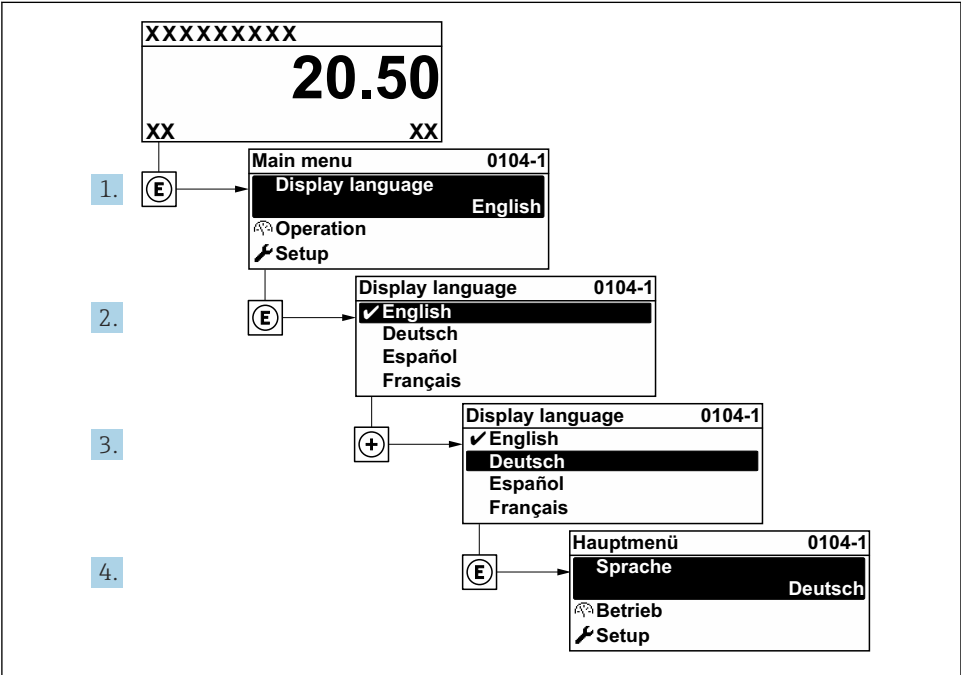 XXXXXXXXX
20.50
XX XX
1. E
Main menu 0104-1
Display language
English
Operation
Setup
2. E
Display language 0104-1
✔English
Deutsch
Español
Français
3. +
Display language 0104-1
✔English
Deutsch
Español
Français
4. E
Hauptmenü 0104-1
Sprache
Deutsch
Betrieb
Setup